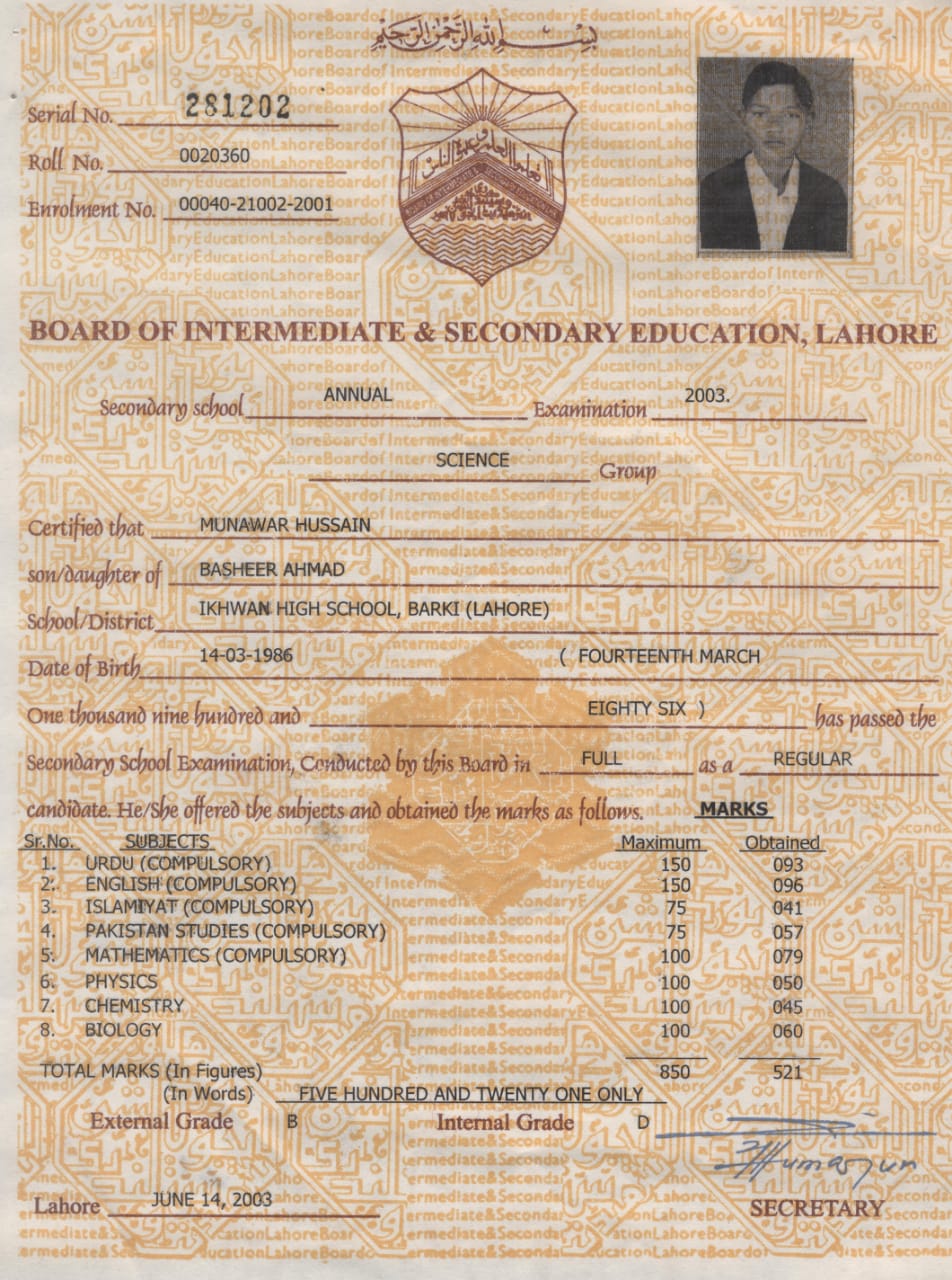 بسم الله الرحمن الرحيم
Serial No. 281202
Roll No. 0020360
Enrolment No. 00040-21002-2001
BOARD OF INTERMEDIATE & SECONDARY EDUCATION, LAHORE
Secondary school ANNUAL Examination 2003.
SCIENCE Group
Certified that MUNAWAR HUSSAIN
son/daughter of BASHEER AHMAD
School/District IKHWAN HIGH SCHOOL, BARKI (LAHORE)
Date of Birth 14-03-1986 ( FOURTEENTH MARCH
One thousand nine hundred and EIGHTY SIX ) has passed the
Secondary School Examination, Conducted by this Board in FULL as a REGULAR
candidate. He/She offered the subjects and obtained the marks as follows. MARKS
Sr.No. SUBJECTS Maximum Obtained
1. URDU (COMPULSORY) 150 093
2. ENGLISH (COMPULSORY) 150 096
3. ISLAMIYAT (COMPULSORY) 75 041
4. PAKISTAN STUDIES (COMPULSORY) 75 057
5. MATHEMATICS (COMPULSORY) 100 079
6. PHYSICS 100 050
7. CHEMISTRY 100 045
8. BIOLOGY 100 060
TOTAL MARKS (In Figures) 850 521
(In Words) FIVE HUNDRED AND TWENTY ONE ONLY
External Grade B Internal Grade D
Lahore JUNE 14, 2003 SECRETARY